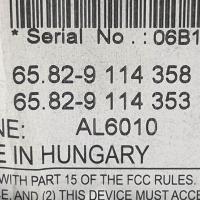 * Serial No. :06B1
65.82-9 114 358
65.82-9 114 353
NE: AL6010
E IN HUNGARY
WITH PART 15 OF THE FCC RULES.
E, AND (2) THIS DEVICE MUST ACC